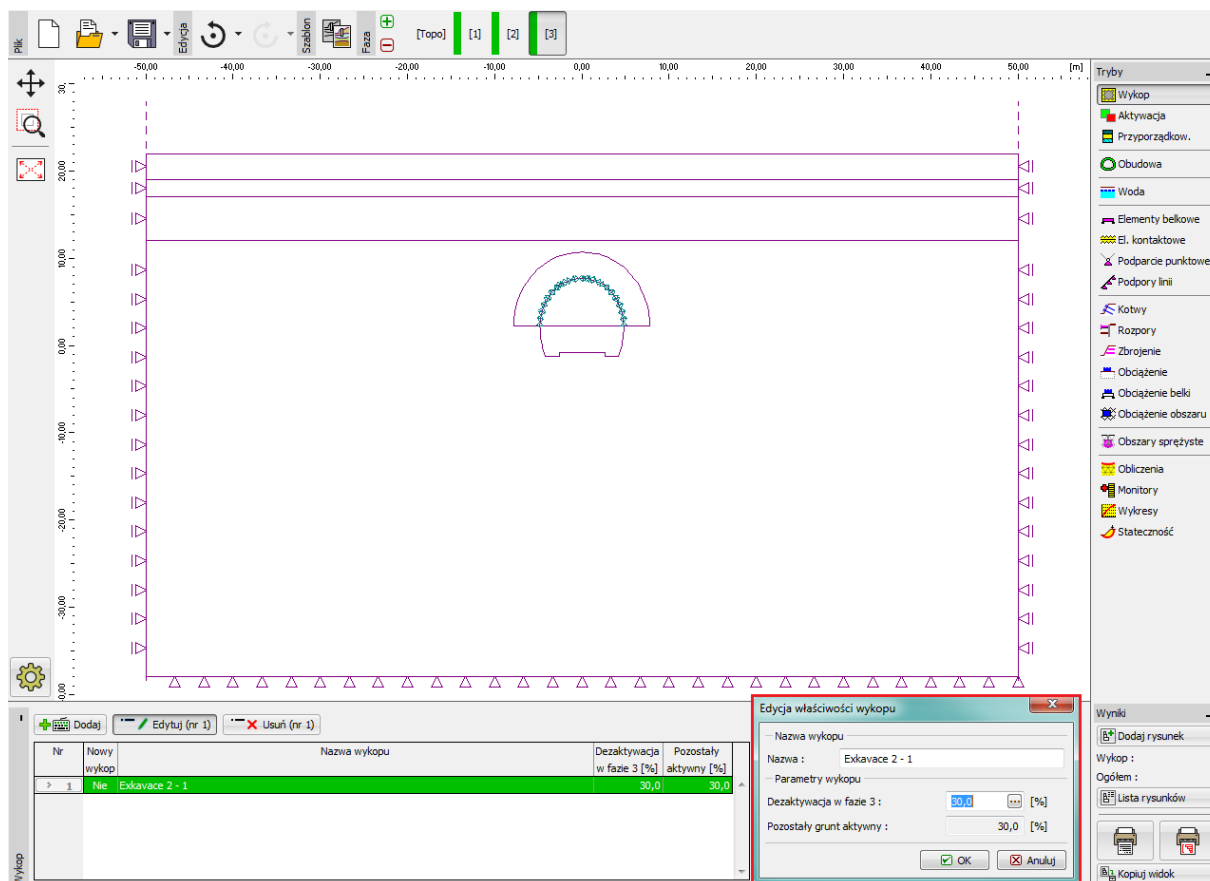 Plik
Edycja
Szablon
Faza
[Topo]
[1]
[2]
[3]
-50,00 -40,00 -30,00 -20,00 -10,00 0,00 10,00 20,00 30,00 40,00 50,00 [m]
30,
20,00
10,00
0,00
-10,00
-20,00
-30,00
0,00
Tryby
Wykop
Aktywacja
Przyporządkow.
Obudowa
Woda
Elementy belkowe
El. kontaktowe
Podparcie punktowe
Podpory linii
Kotwy
Rozpory
Zbrojenie
Obciążenie
Obciążenie belki
Obciążenie obszaru
Obszary sprężyste
Obliczenia
Monitory
Wykresy
Stateczność
Wykop
Dodaj
Edytuj (nr 1)
Usuń (nr 1)
Nr Nowy wykop Nazwa wykopu Dezaktywacja w fazie 3 [%] Pozostały aktywny [%]
1 Nie Exkavace 2 - 1 30,0 30,0
Edycja właściwości wykopu
Nazwa wykopu
Nazwa : Exkavace 2 - 1
Parametry wykopu
Dezaktywacja w fazie 3 : 30,0 ... [%]
Pozostały grunt aktywny : 30,0 [%]
OK Anuluj
Wyniki
Dodaj rysunek
Wykop :
Ogółem :
Lista rysunków
Kopiuj widok